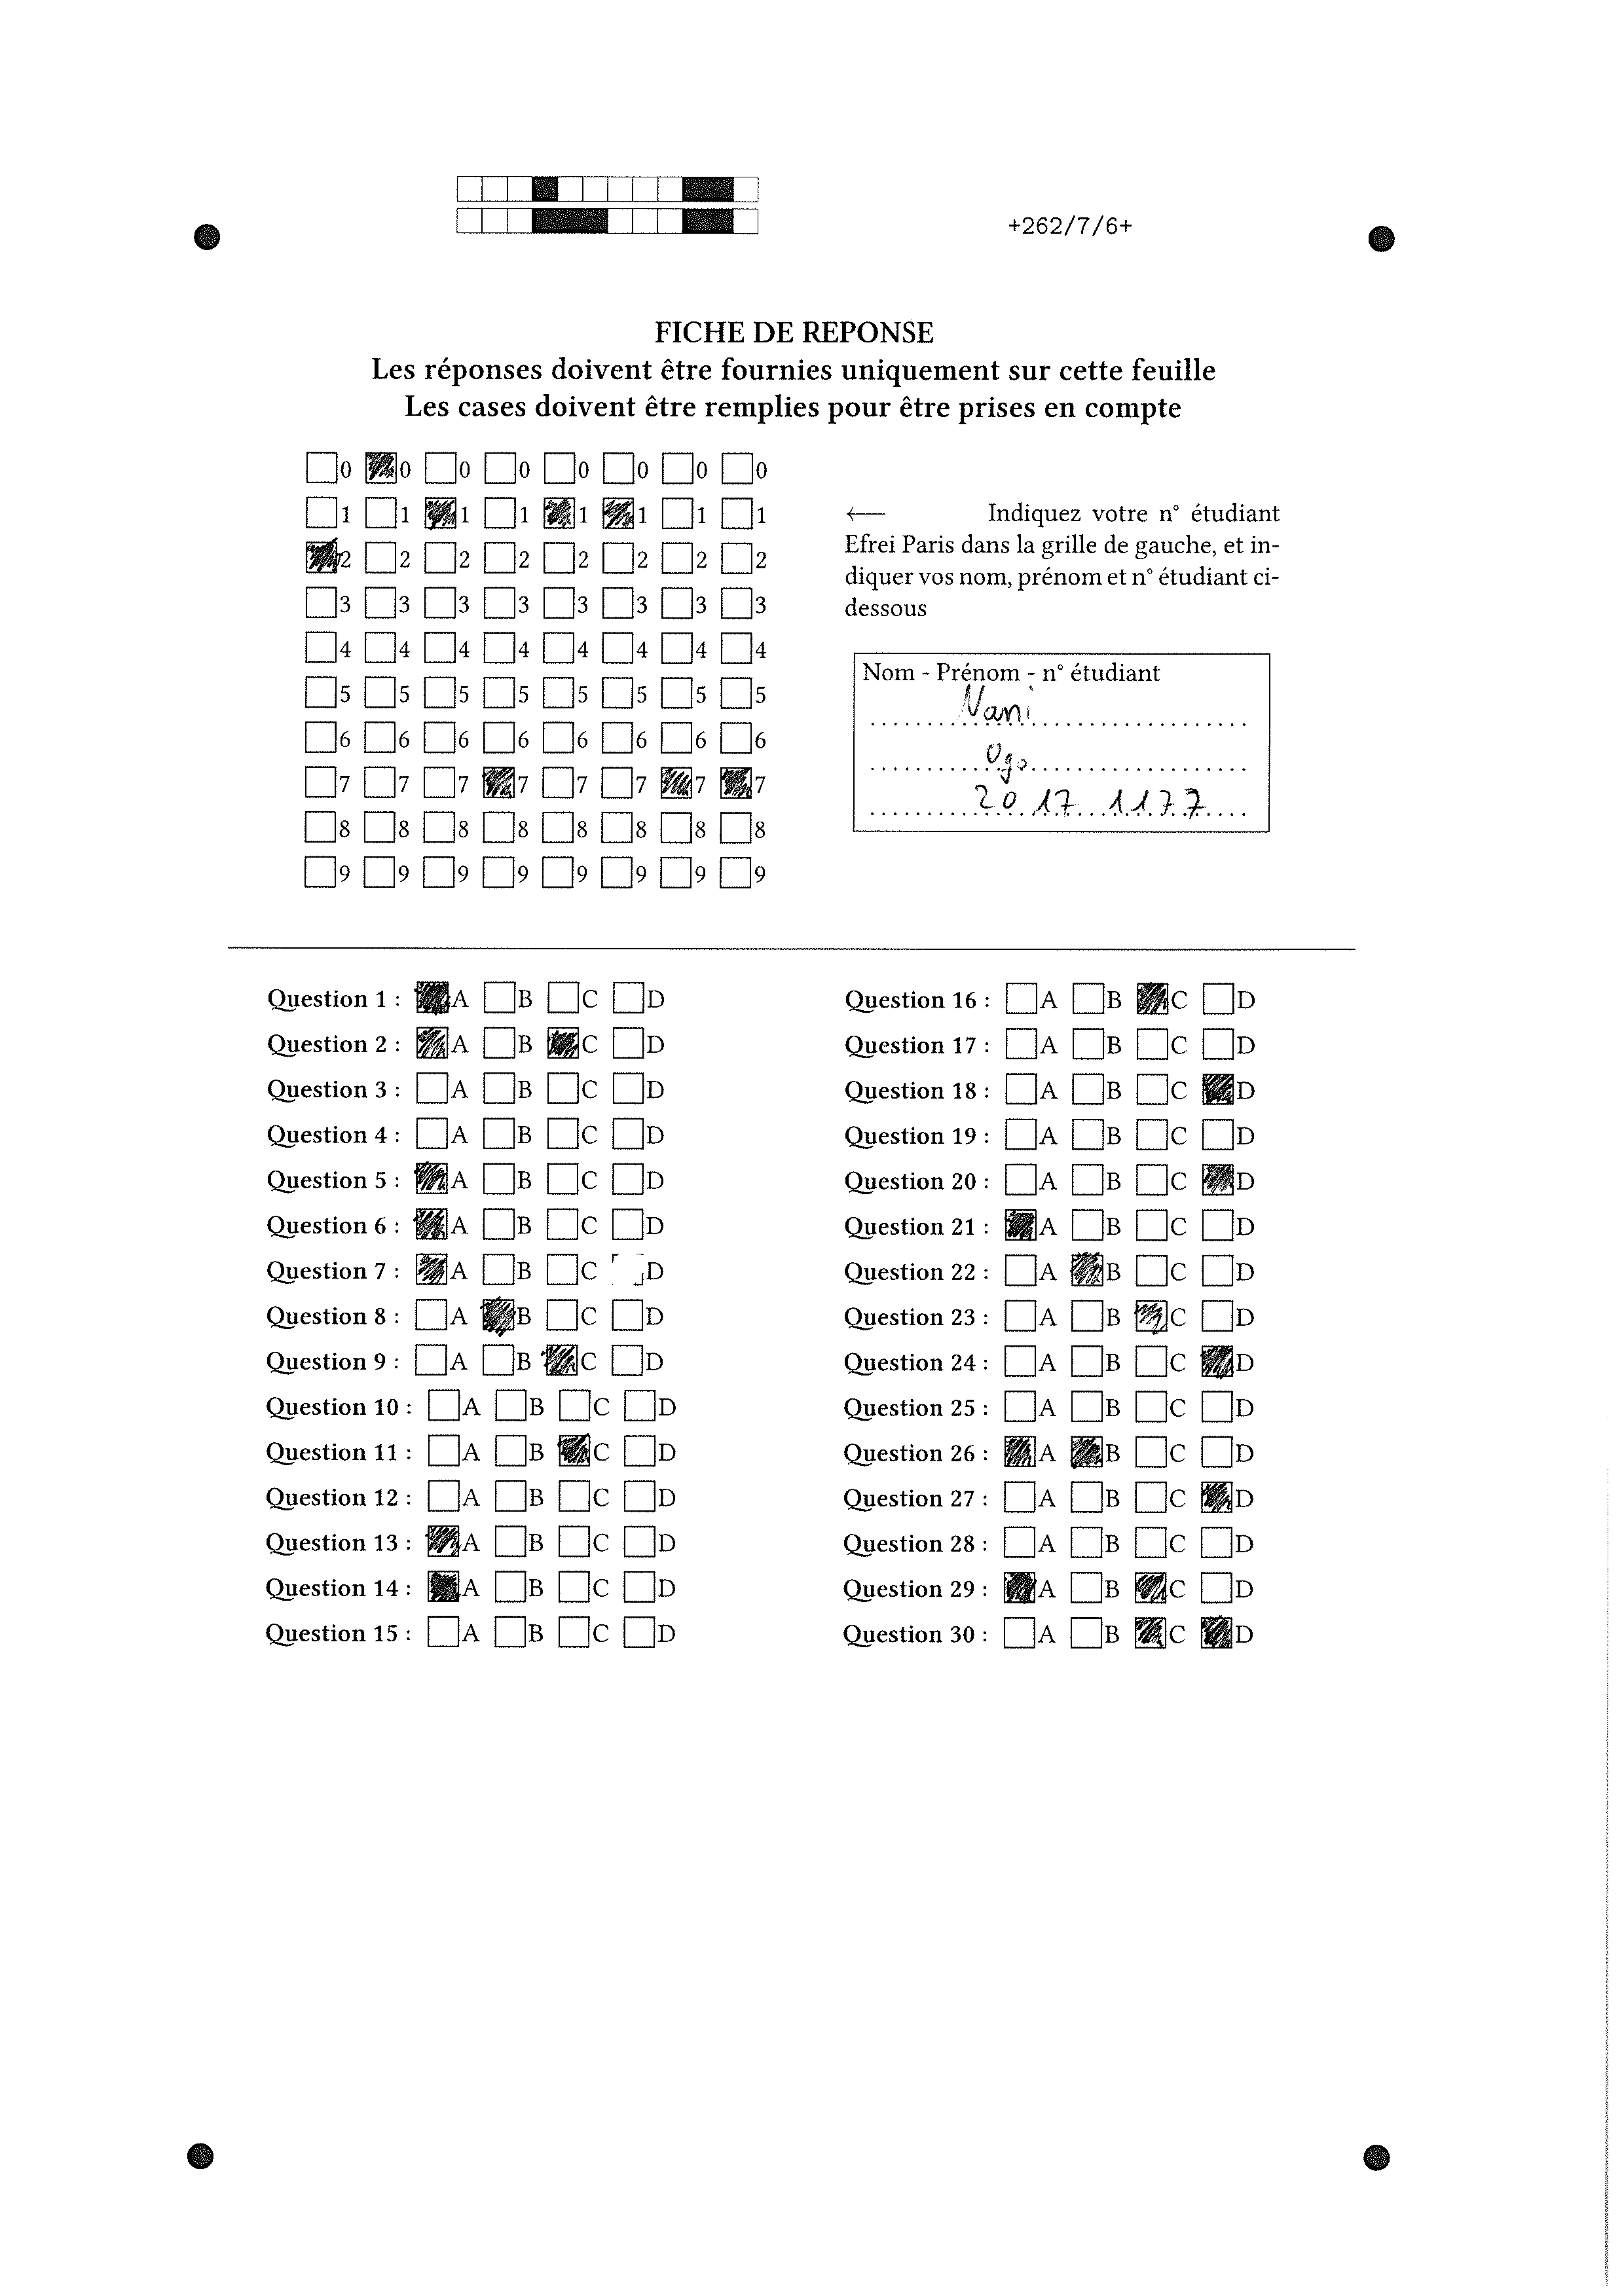 +262/7/6+
FICHE DE REPONSE
Les réponses doivent être fournies uniquement sur cette feuille
Les cases doivent être remplies pour être prises en compte
0 0 0 0 0 0 0 0
1 1 1 1 1 1 1 1
2 2 2 2 2 2 2 2
3 3 3 3 3 3 3 3
4 4 4 4 4 4 4 4
5 5 5 5 5 5 5 5
6 6 6 6 6 6 6 6
7 7 7 7 7 7 7 7
8 8 8 8 8 8 8 8
9 9 9 9 9 9 9 9
← Indiquez votre n° étudiant
Efrei Paris dans la grille de gauche, et in-
diquer vos nom, prénom et n° étudiant ci-
dessous
Nom - Prénom - n° étudiant
Nani
Ugo
2017 1177
Question 1 : A B C D
Question 2 : A B C D
Question 3 : A B C D
Question 4 : A B C D
Question 5 : A B C D
Question 6 : A B C D
Question 7 : A B C D
Question 8 : A B C D
Question 9 : A B C D
Question 10 : A B C D
Question 11 : A B C D
Question 12 : A B C D
Question 13 : A B C D
Question 14 : A B C D
Question 15 : A B C D
Question 16 : A B C D
Question 17 : A B C D
Question 18 : A B C D
Question 19 : A B C D
Question 20 : A B C D
Question 21 : A B C D
Question 22 : A B C D
Question 23 : A B C D
Question 24 : A B C D
Question 25 : A B C D
Question 26 : A B C D
Question 27 : A B C D
Question 28 : A B C D
Question 29 : A B C D
Question 30 : A B C D